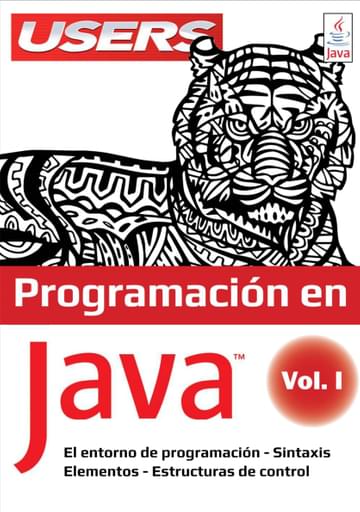 USERS
Java
Programación en
Java™
Vol. I
El entorno de programación - Sintaxis
Elementos - Estructuras de control